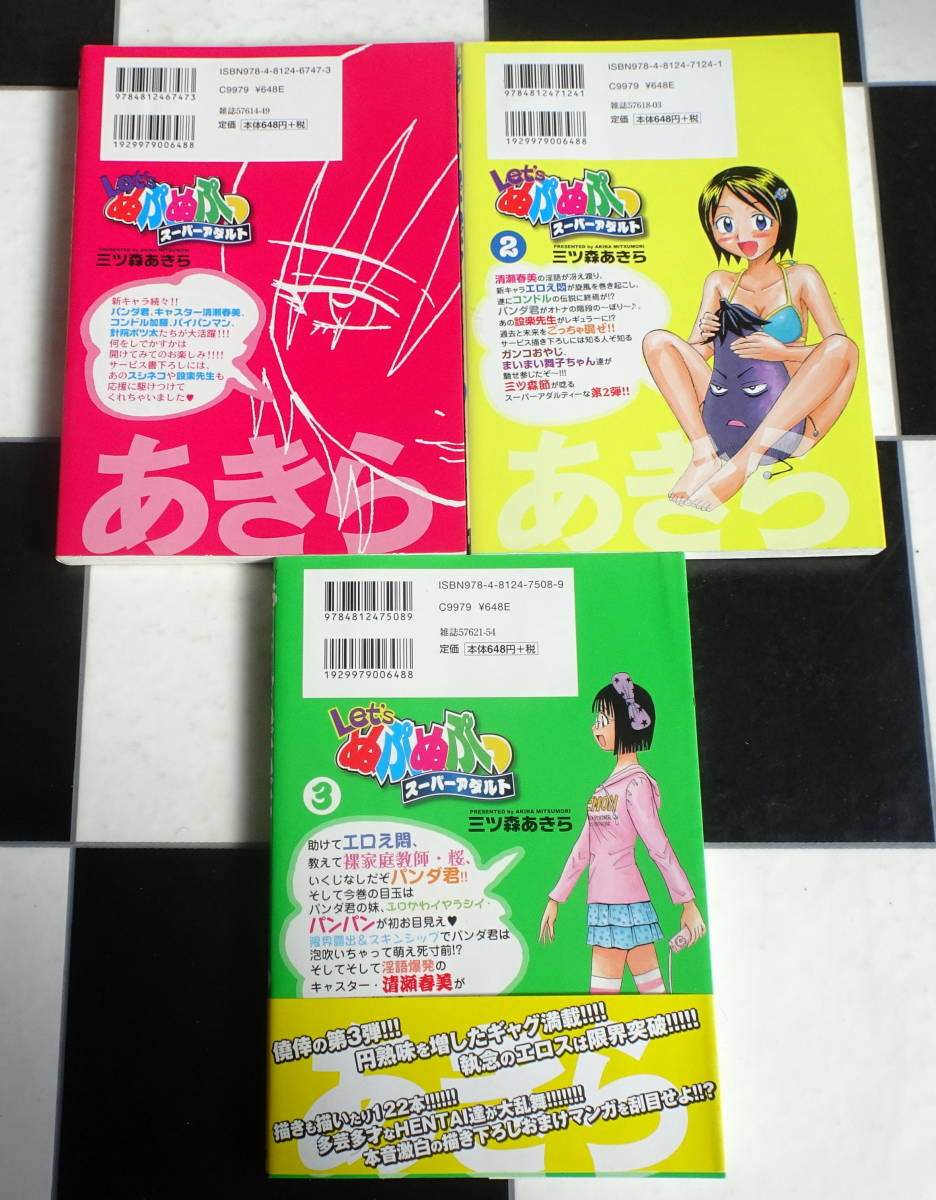 ISBN978-4-8124-6747-3
C9979 ¥648E
雑誌57614-49
定価 本体648円+税
9784812467473
1929979006488
Let's
ぬぷぬぷっ
スーパーアダルト
PRESENTED by AKIRA MITSUMORI
三ツ森あきら
新キャラ続々!!
パンダ君、キャスター清瀬春美、
コンドル加藤、パイパンマン、
針院ポツ太たちが大活躍!!!
何をしでかすかは
開けてみてのお楽しみ!!!!
サービス書下ろしには、
あのスシネコや設楽先生も
応援に駆けつけて
くれちゃいました♥
あきら
ISBN978-4-8124-7124-1
C9979 ¥648E
雑誌57618-03
定価 本体648円+税
9784812471241
1929979006488
Let's
ぬぷぬぷっ
スーパーアダルト
PRESENTED by AKIRA MITSUMORI
2
三ツ森あきら
清瀬春美の淫語が冴え渡り、
新キャラエロえ悶が旋風を巻き起こし、
遂にコンドルの伝説に終焉が!?
パンダ君がオトナの階段の〜ぼり〜♪、
あの設楽先生がレギュラーに!?
過去と未来をごっちゃ混ぜ!!
サービス描き下ろしには知る人ぞ知る
ガンコおやじ、
まいまい舞子ちゃん達が
馳せ参じたぞ〜!!!
三ツ森節が唸る
スーパーアダルティーな第2弾!!
あきら
ISBN978-4-8124-7508-9
C9979 ¥648E
雑誌57621-54
定価 本体648円+税
9784812475089
1929979006488
Let's
ぬぷぬぷっ
スーパーアダルト
PRESENTED by AKIRA MITSUMORI
3
三ツ森あきら
助けてエロえ悶、
教えて裸家庭教師・桜、
いくじなしだぞパンダ君!!
そして今巻の目玉は
パンダ君の妹、エロかわイヤラシイ・
パンパンが初お目見え♥
限界露出&スキンシップでパンダ君は
泡吹いちゃって萌え死寸前!?
そしてそして淫語爆発の
キャスター・清瀬春美が
僥倖の第3弾!!!
円熟味を増したギャグ満載!!!!
執念のエロスは限界突破!!!!!
描きも描いたり122本!!!!!!
多芸多才なHENTAI達が大乱舞!!!!!!!
本音激白の描き下ろしおまけマンガを刮目せよ!!?
あきら